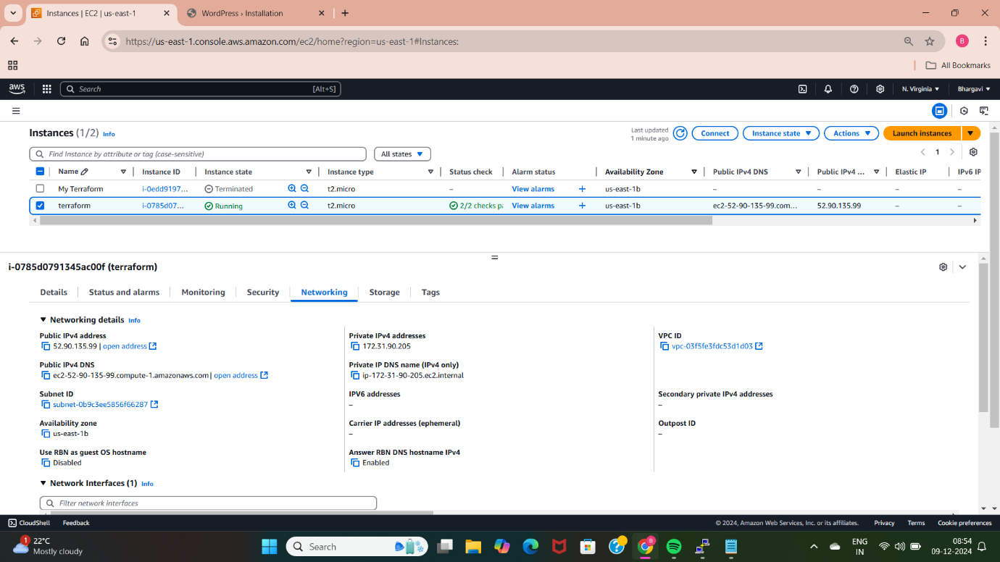 Instances | EC2 | us-east-1
WordPress › Installation
https://us-east-1.console.aws.amazon.com/ec2/home?region=us-east-1#Instances:
B
All Bookmarks
aws
Search [Alt+S]
N. Virginia
Bhargavi
Instances (1/2) Info
Last updated
1 minute ago
Connect
Instance state
Actions
Launch instances
Find Instance by attribute or tag (case-sensitive)
All states
1
Name Instance ID Instance state Instance type Status check Alarm status Availability Zone Public IPv4 DNS Public IPv4 ... Elastic IP IPv6 IP
My Terraform i-0edd9197... Terminated t2.micro – View alarms + us-east-1b – – – –
terraform i-0785d07... Running t2.micro 2/2 checks pa View alarms + us-east-1b ec2-52-90-135-99.com... 52.90.135.99 – –
i-0785d0791345ac00f (terraform)
Details Status and alarms Monitoring Security Networking Storage Tags
Networking details Info
Public IPv4 address
52.90.135.99 | open address
Private IPv4 addresses
172.31.90.205
VPC ID
vpc-03f5fe3fdc53d1d03
Public IPv4 DNS
ec2-52-90-135-99.compute-1.amazonaws.com | open address
Private IP DNS name (IPv4 only)
ip-172-31-90-205.ec2.internal
Subnet ID
subnet-0b9c3ee5856f66287
IPV6 addresses
–
Secondary private IPv4 addresses
–
Availability zone
us-east-1b
Carrier IP addresses (ephemeral)
–
Outpost ID
–
Use RBN as guest OS hostname
Disabled
Answer RBN DNS hostname IPv4
Enabled
Network Interfaces (1) Info
Filter network interfaces
CloudShell Feedback © 2024, Amazon Web Services, Inc. or its affiliates. Privacy Terms Cookie preferences
1
22°C
Mostly cloudy
Search
B
ENG
IN
08:54
09-12-2024